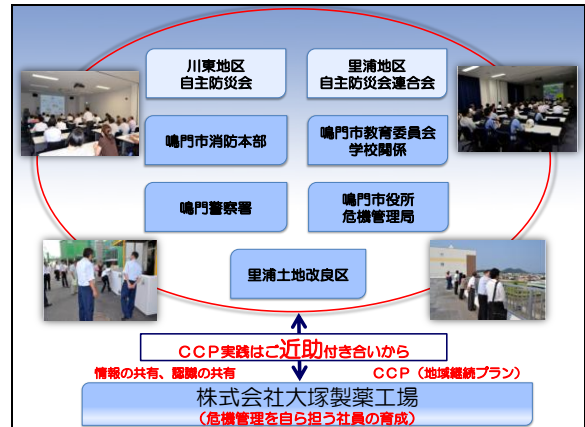 川東地区
自主防災会
里浦地区
自主防災会連合会
鳴門市消防本部
鳴門市教育委員会
学校関係
鳴門警察署
鳴門市役所
危機管理局
里浦土地改良区
CCP実践はご近助付き合いから
情報の共有、認識の共有
CCP(地域継続プラン)
株式会社大塚製薬工場
(危機管理を自ら担う社員の育成)